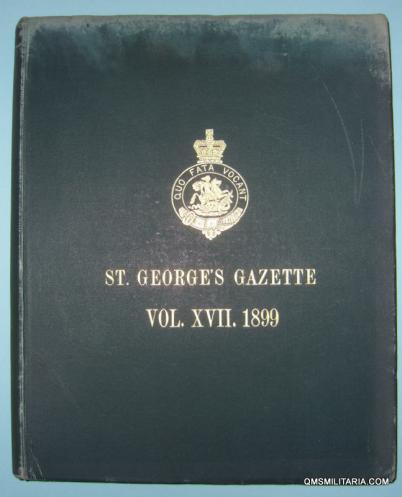 QUO FATA VOCANT
ST. GEORGE'S GAZETTE
VOL. XVII. 1899
QMSMILITARIA.COM